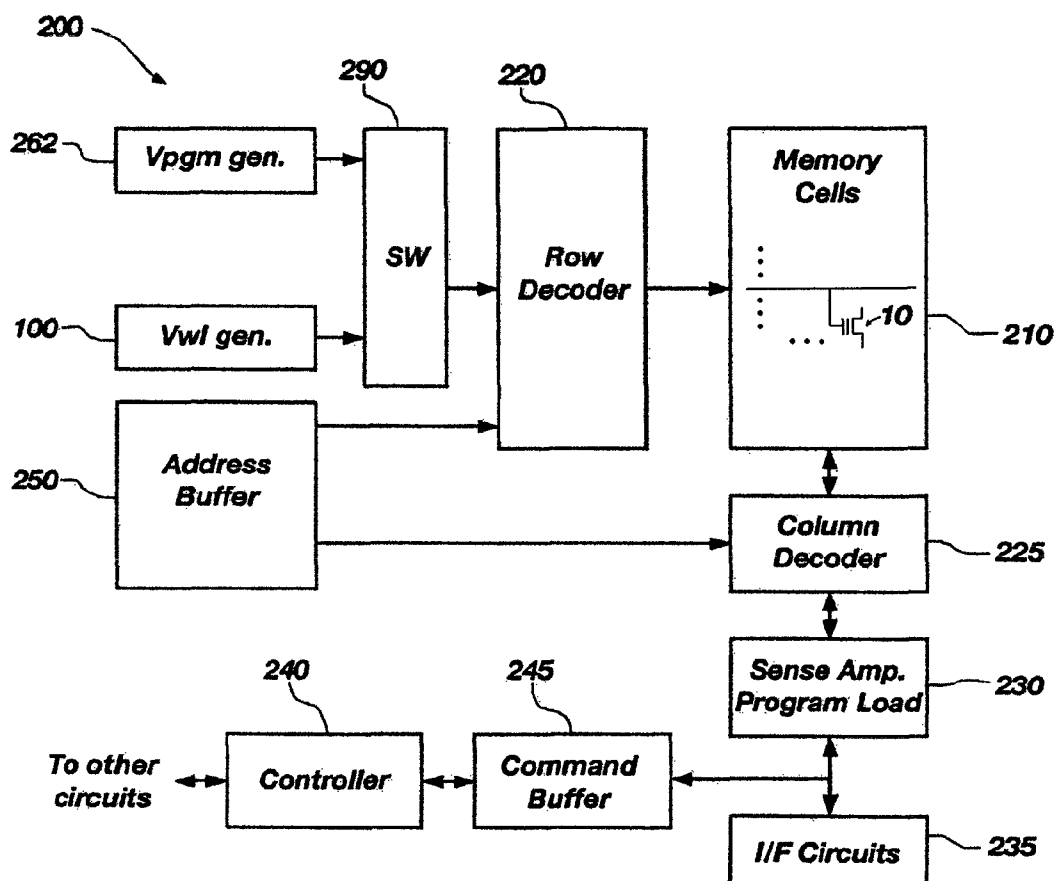 200
290
220
262
Vpgm gen.
Memory
Cells
SW
Row
Decoder
10
100
Vwl gen.
210
250
Address
Buffer
Column
Decoder
225
240
245
Sense Amp.
Program Load
230
To other
circuits
Controller
Command
Buffer
I/F Circuits
235